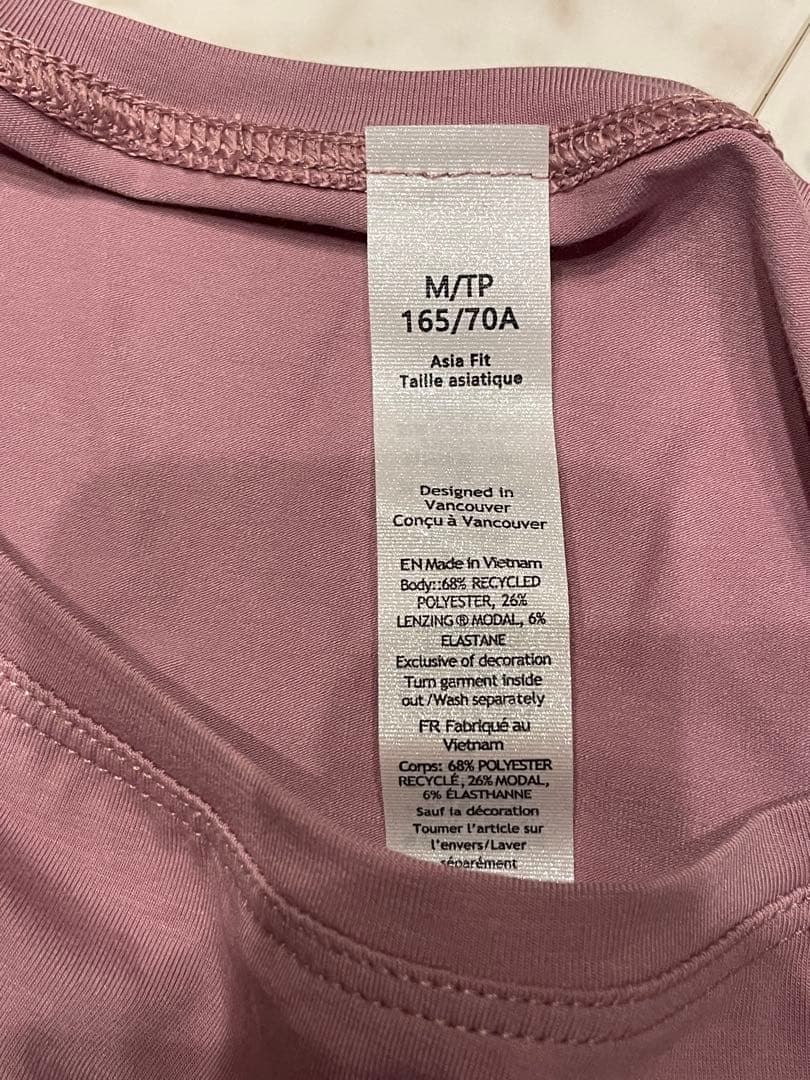 M/TP
165/70A
Asia Fit
Taille asiatique
Designed in
Vancouver
Conçu à Vancouver
EN Made in Vietnam
Body::68% RECYCLED
POLYESTER, 26%
LENZING ® MODAL, 6%
ELASTANE
Exclusive of decoration
Turn garment inside
out /Wash separately
FR Fabriqué au
Vietnam
Corps: 68% POLYESTER
RECYCLÉ, 26% MODAL,
6% ÉLASTHANNE
Sauf la décoration
Tourner l'article sur
l'envers/Laver
séparément